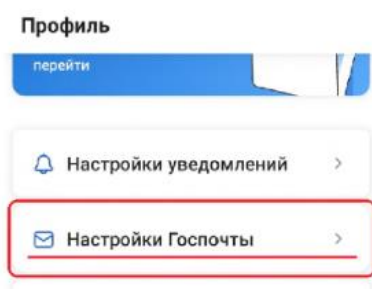 Профиль
перейти
Настройки уведомлений
Настройки Госпочты